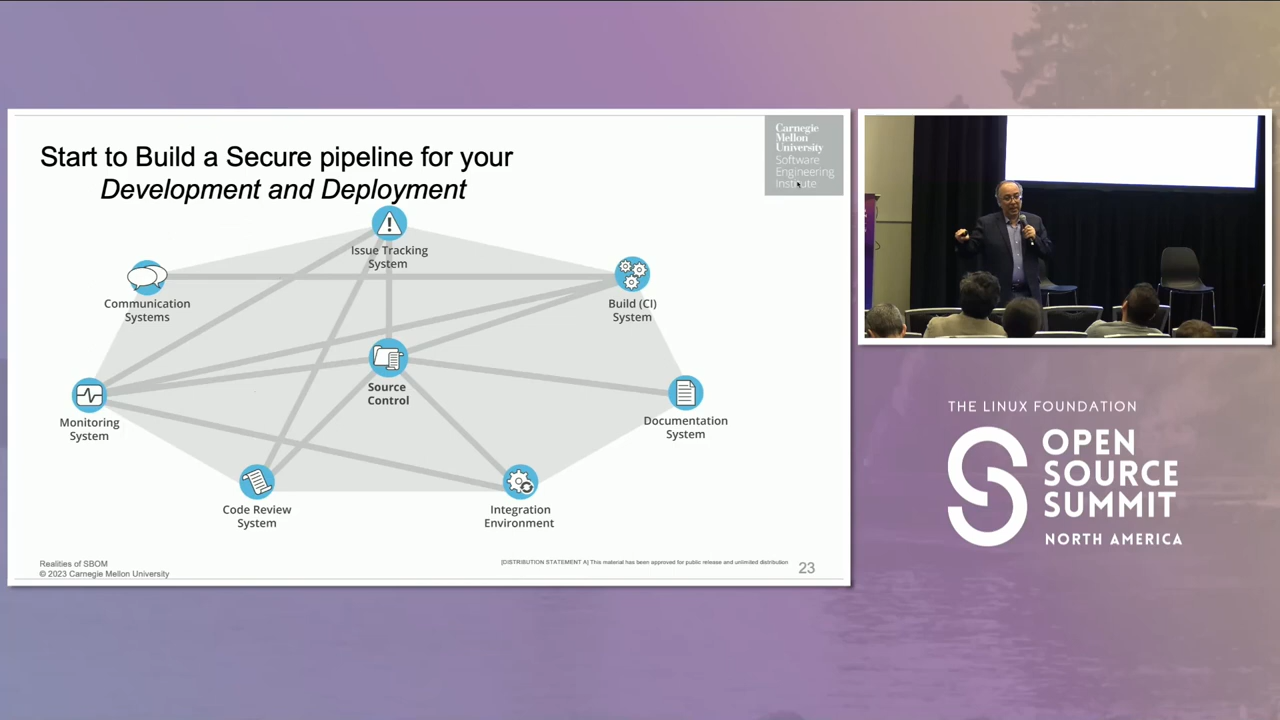 Start to Build a Secure pipeline for your
Development and Deployment
Carnegie
Mellon
University
Software
Engineering
Institute
Issue Tracking
System
Communication
Systems
Build (CI)
System
Source
Control
Monitoring
System
Documentation
System
Code Review
System
Integration
Environment
Realities of SBOM
© 2023 Carnegie Mellon University
[DISTRIBUTION STATEMENT A] This material has been approved for public release and unlimited distribution
23
THE LINUX FOUNDATION
OPEN
SOURCE
SUMMIT
NORTH AMERICA